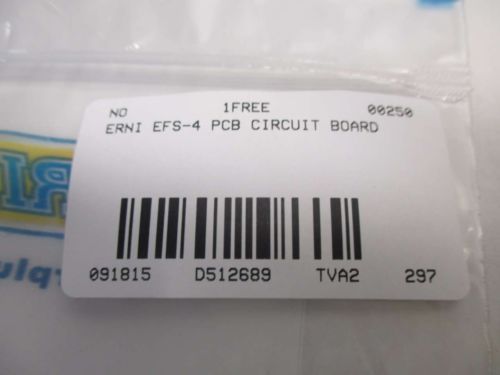 NO 1FREE 00250
ERNI EFS-4 PCB CIRCUIT BOARD
091815 D512689 TVA2 297